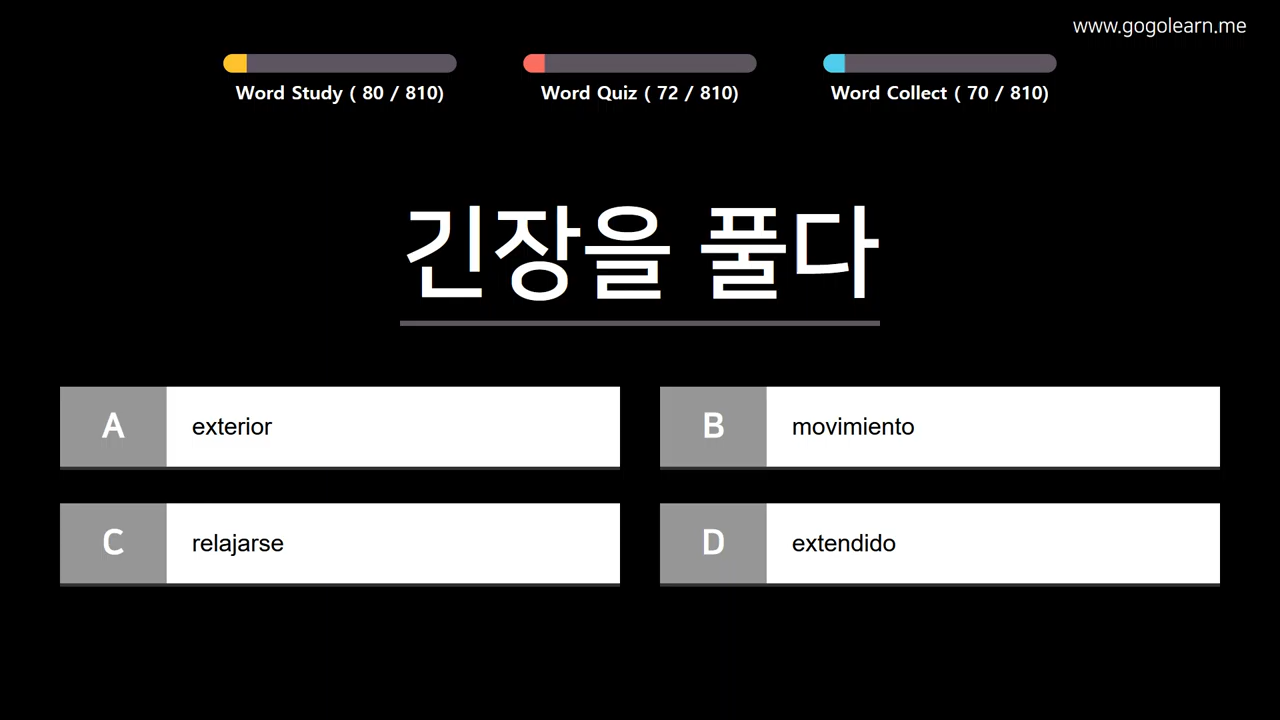 www.gogolearn.me
Word Study ( 80 / 810)
Word Quiz ( 72 / 810)
Word Collect ( 70 / 810)
긴장을 풀다
A exterior
B movimiento
C relajarse
D extendido